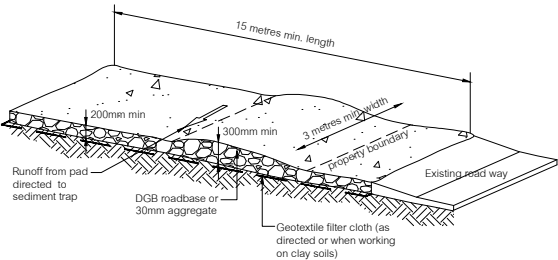 15 metres min. length
3 metres min. width
200mm min
300mm min
property boundary
Existing road way
Runoff from pad
directed to
sediment trap
DGB roadbase or
30mm aggregate
Geotextile filter cloth (as
directed or when working
on clay soils)